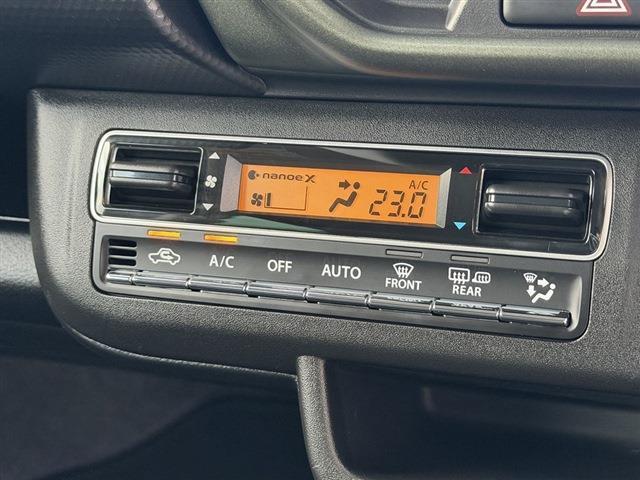 nanoeX
A/C
23.0
A/C OFF AUTO FRONT REAR